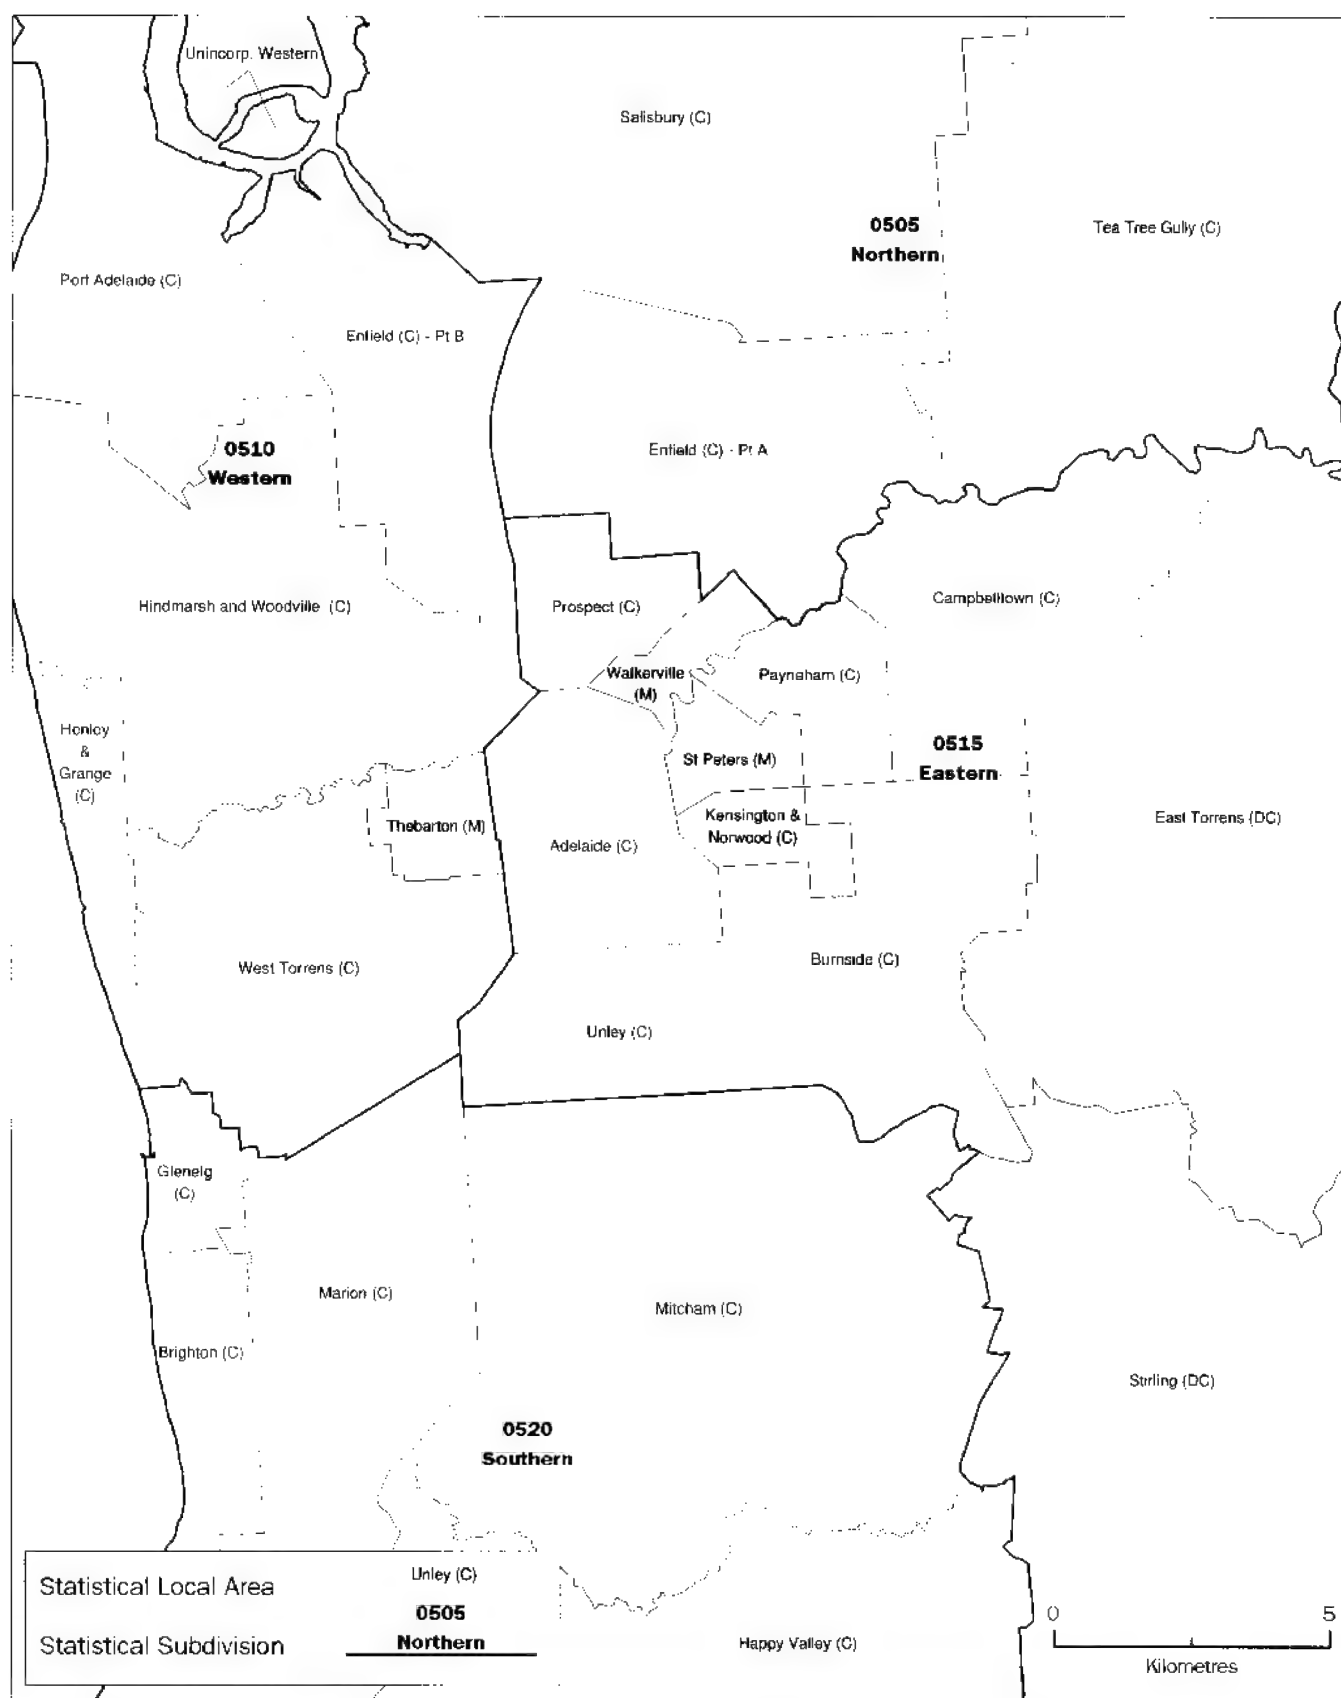 Unincorp. Western
Salisbury (C)
0505
Northern
Tea Tree Gully (C)
Port Adelaide (C)
Enfield (C) - Pt B
0510
Western
Enfield (C) - Pt A
Hindmarsh and Woodville (C)
Prospect (C)
Campbelltown (C)
Walkerville
(M)
Payneham (C)
Henley
&
Grange
(C)
St Peters (M)
0515
Eastern
Thebarton (M)
Adelaide (C)
Kensington &
Norwood (C)
East Torrens (DC)
West Torrens (C)
Burnside (C)
Unley (C)
Glenelg
(C)
Marion (C)
Mitcham (C)
Brighton (C)
Stirling (DC)
0520
Southern
Statistical Local Area
Unley (C)
Statistical Subdivision
0505
Northern
Happy Valley (C)
0 5
Kilometres